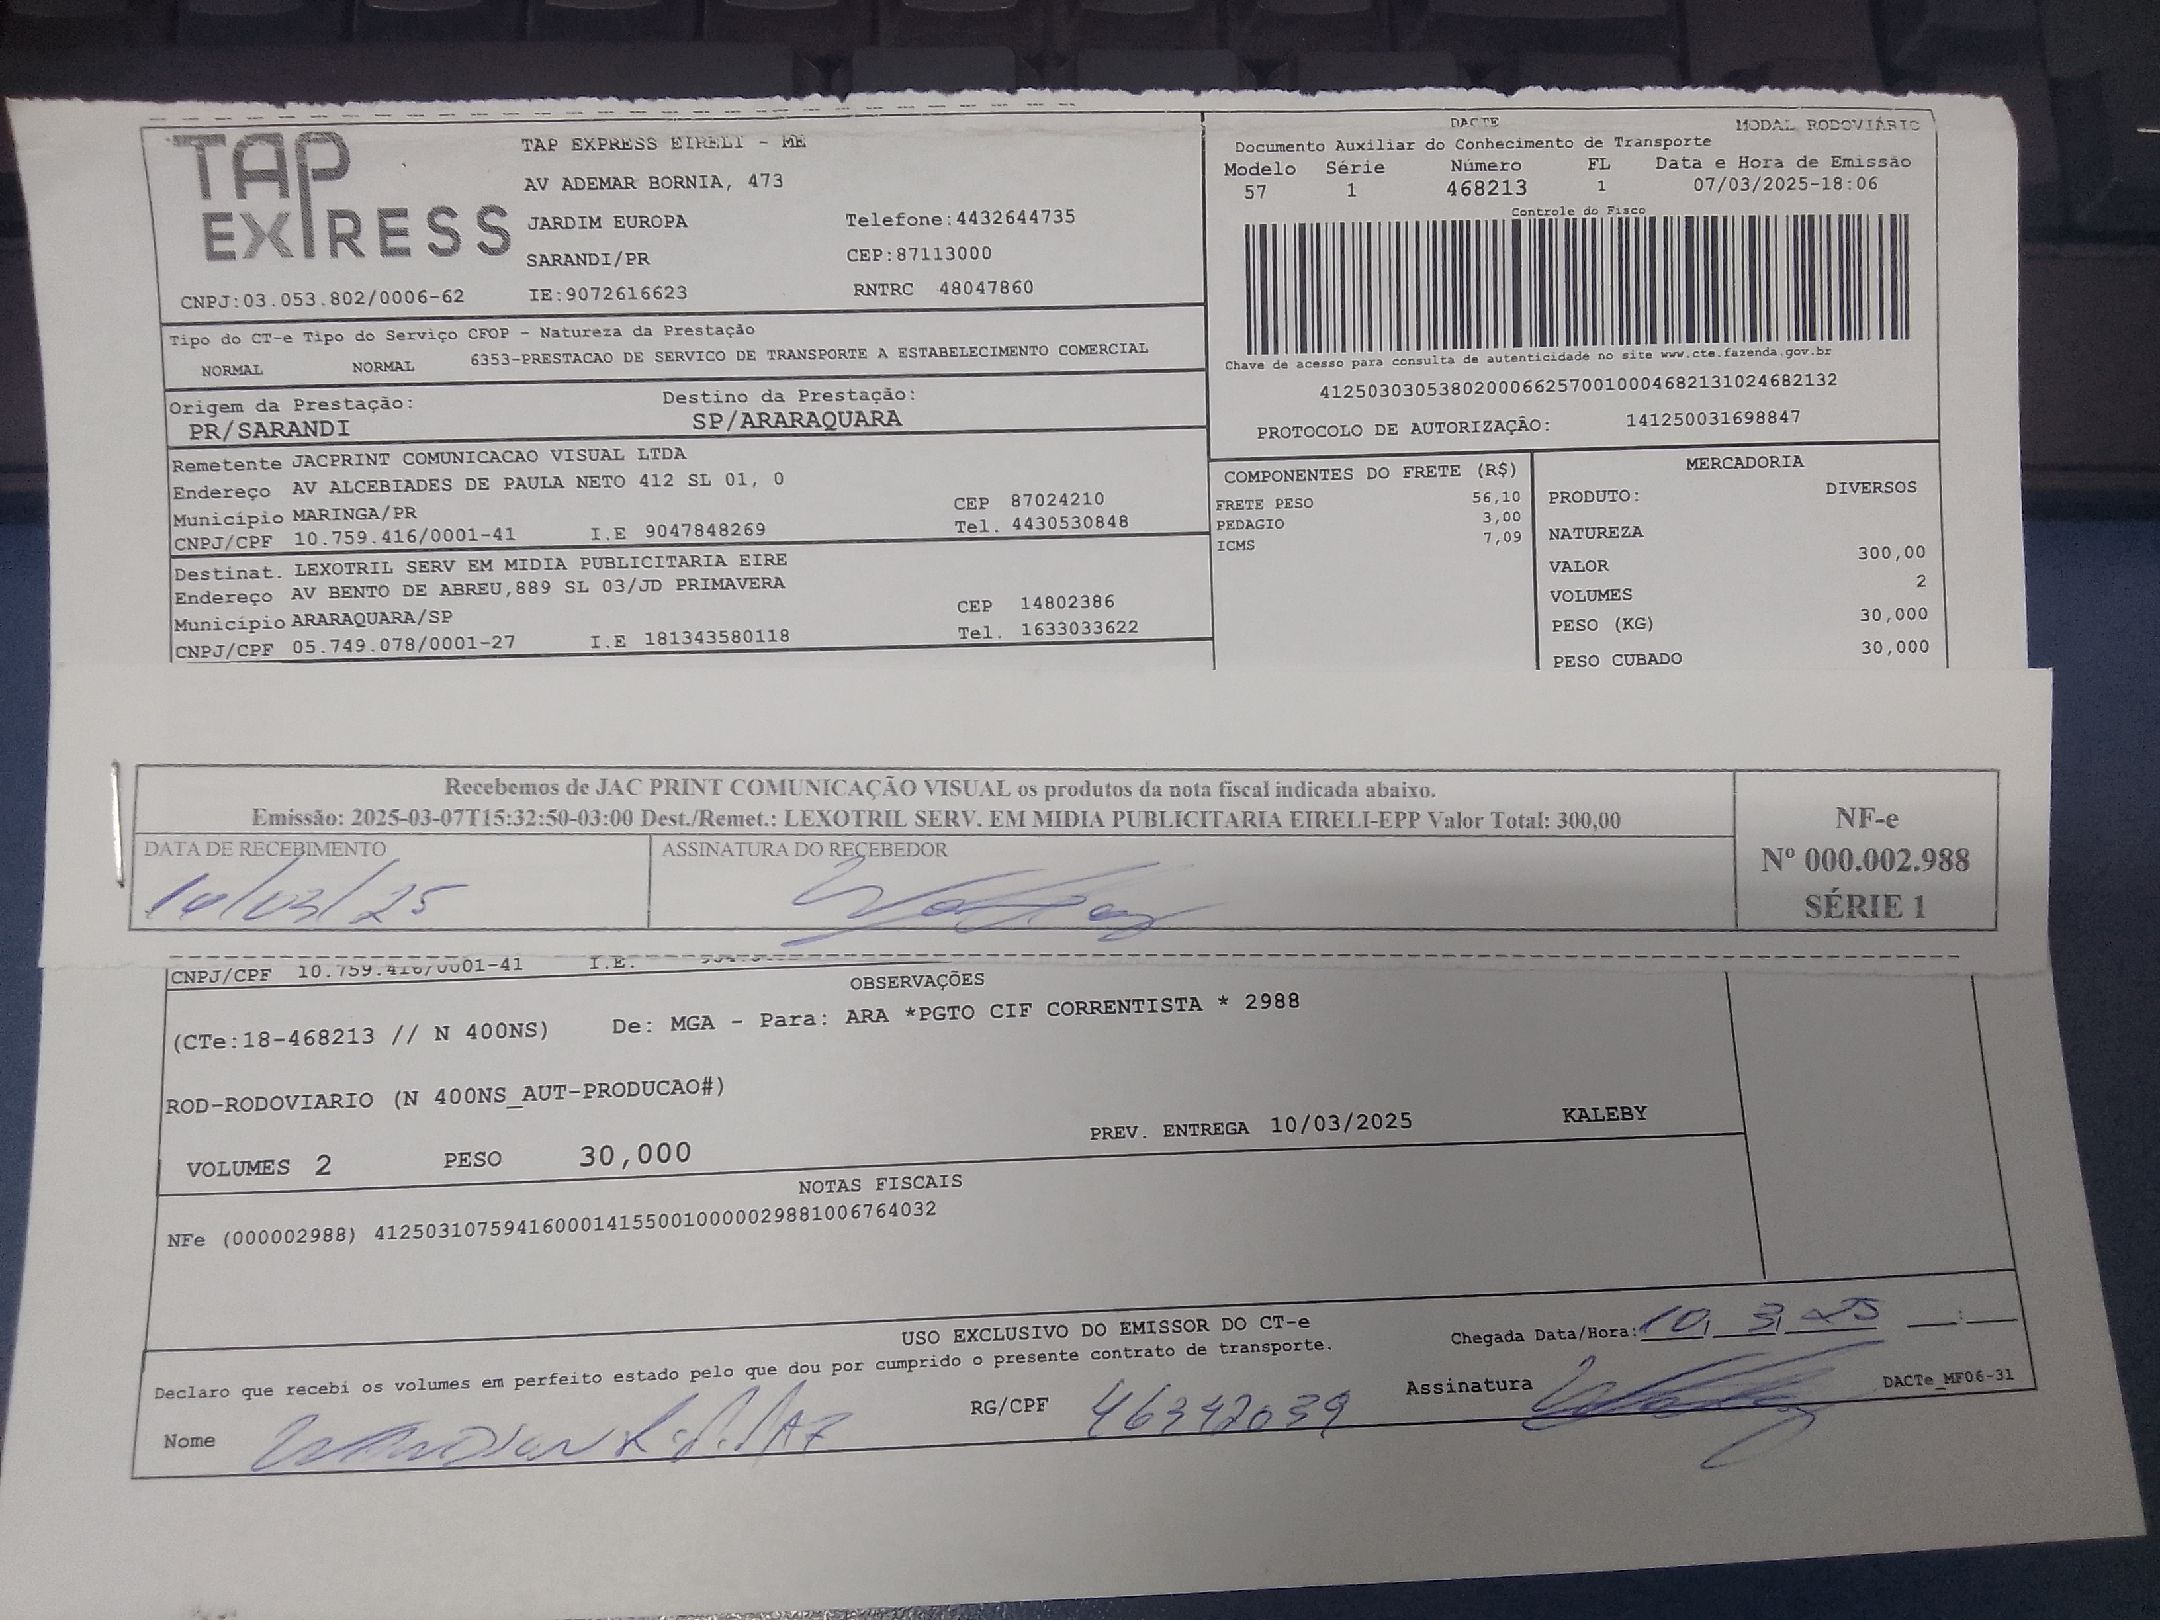 TAP EXPRESS
TAP EXPRESS EIRELI - ME
AV ADEMAR BORNIA, 473
JARDIM EUROPA Telefone:4432644735
SARANDI/PR CEP:87113000
CNPJ:03.053.802/0006-62 IE:9072616623 RNTRC 48047860
DACTE MODAL RODOVIÁRIO
Documento Auxiliar do Conhecimento de Transporte
Modelo Série Número FL Data e Hora de Emissão
57 1 468213 1 07/03/2025-18:06
Controle do Fisco
Chave de acesso para consulta de autenticidade no site www.cte.fazenda.gov.br
41250303053802000662570010004682131024682132
PROTOCOLO DE AUTORIZAÇÃO: 141250031698847
Tipo do CT-e Tipo do Serviço CFOP - Natureza da Prestação
NORMAL NORMAL 6353-PRESTACAO DE SERVICO DE TRANSPORTE A ESTABELECIMENTO COMERCIAL
Origem da Prestação: Destino da Prestação:
PR/SARANDI SP/ARARAQUARA
Remetente JACPRINT COMUNICACAO VISUAL LTDA
Endereço AV ALCEBIADES DE PAULA NETO 412 SL 01, 0
Município MARINGA/PR CEP 87024210
CNPJ/CPF 10.759.416/0001-41 I.E 9047848269 Tel. 4430530848
Destinat. LEXOTRIL SERV EM MIDIA PUBLICITARIA EIRE
Endereço AV BENTO DE ABREU,889 SL 03/JD PRIMAVERA
Município ARARAQUARA/SP CEP 14802386
CNPJ/CPF 05.749.078/0001-27 I.E 181343580118 Tel. 1633033622
COMPONENTES DO FRETE (R$)
FRETE PESO 56,10
PEDAGIO 3,00
ICMS 7,09
MERCADORIA
PRODUTO: DIVERSOS
NATUREZA
VALOR 300,00
VOLUMES 2
PESO (KG) 30,000
PESO CUBADO 30,000
Recebemos de JAC PRINT COMUNICAÇÃO VISUAL os produtos da nota fiscal indicada abaixo.
Emissão: 2025-03-07T15:32:50-03:00 Dest./Remet.: LEXOTRIL SERV. EM MIDIA PUBLICITARIA EIRELI-EPP Valor Total: 300,00
DATA DE RECEBIMENTO ASSINATURA DO RECEBEDOR
10/03/25
NF-e
Nº 000.002.988
SÉRIE 1
CNPJ/CPF 10.759.416/0001-41 I.E.
OBSERVAÇÕES
(CTe:18-468213 // N 400NS) De: MGA - Para: ARA *PGTO CIF CORRENTISTA * 2988
ROD-RODOVIARIO (N 400NS_AUT-PRODUCAO#)
PREV. ENTREGA 10/03/2025 KALEBY
VOLUMES 2 PESO 30,000
NOTAS FISCAIS
NFe (000002988) 41250310759416000141550010000029881006764032
USO EXCLUSIVO DO EMISSOR DO CT-e
Chegada Data/Hora: 10, 3, 25 __:__
Declaro que recebi os volumes em perfeito estado pelo que dou por cumprido o presente contrato de transporte.
Nome RG/CPF 46342039 Assinatura DACTe_MF06-31